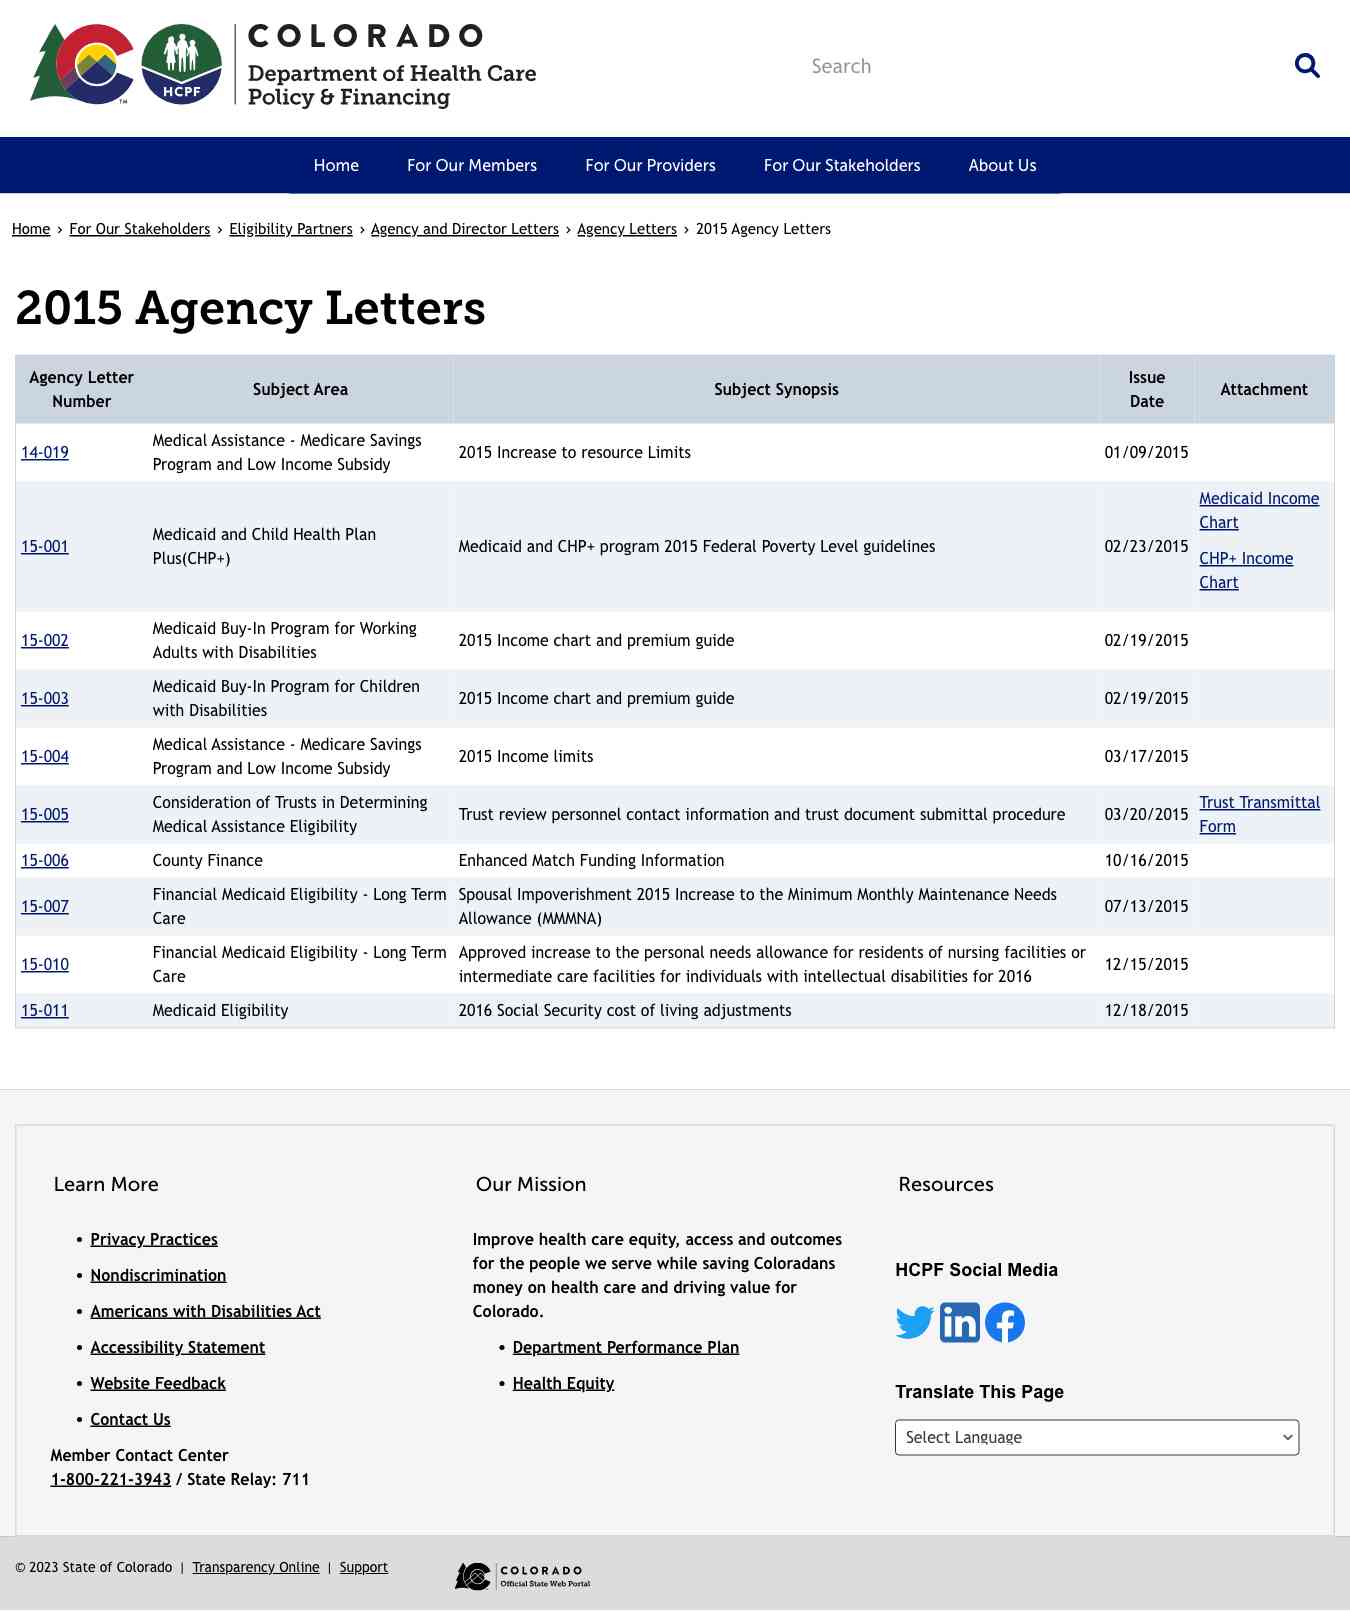 COLORADO
Department of Health Care
Policy & Financing
HCPF
TM
Search
Home
For Our Members
For Our Providers
For Our Stakeholders
About Us
Home › For Our Stakeholders › Eligibility Partners › Agency and Director Letters › Agency Letters › 2015 Agency Letters
2015 Agency Letters
Agency Letter
Number
Subject Area
Subject Synopsis
Issue
Date
Attachment
14-019
Medical Assistance - Medicare Savings
Program and Low Income Subsidy
2015 Increase to resource Limits
01/09/2015
15-001
Medicaid and Child Health Plan
Plus(CHP+)
Medicaid and CHP+ program 2015 Federal Poverty Level guidelines
02/23/2015
Medicaid Income
Chart
CHP+ Income
Chart
15-002
Medicaid Buy-In Program for Working
Adults with Disabilities
2015 Income chart and premium guide
02/19/2015
15-003
Medicaid Buy-In Program for Children
with Disabilities
2015 Income chart and premium guide
02/19/2015
15-004
Medical Assistance - Medicare Savings
Program and Low Income Subsidy
2015 Income limits
03/17/2015
15-005
Consideration of Trusts in Determining
Medical Assistance Eligibility
Trust review personnel contact information and trust document submittal procedure
03/20/2015
Trust Transmittal
Form
15-006
County Finance
Enhanced Match Funding Information
10/16/2015
15-007
Financial Medicaid Eligibility - Long Term
Care
Spousal Impoverishment 2015 Increase to the Minimum Monthly Maintenance Needs
Allowance (MMMNA)
07/13/2015
15-010
Financial Medicaid Eligibility - Long Term
Care
Approved increase to the personal needs allowance for residents of nursing facilities or
intermediate care facilities for individuals with intellectual disabilities for 2016
12/15/2015
15-011
Medicaid Eligibility
2016 Social Security cost of living adjustments
12/18/2015
Learn More
• Privacy Practices
• Nondiscrimination
• Americans with Disabilities Act
• Accessibility Statement
• Website Feedback
• Contact Us
Member Contact Center
1-800-221-3943 / State Relay: 711
Our Mission
Improve health care equity, access and outcomes
for the people we serve while saving Coloradans
money on health care and driving value for
Colorado.
• Department Performance Plan
• Health Equity
Resources
HCPF Social Media
Translate This Page
Select Language
© 2023 State of Colorado | Transparency Online | Support
COLORADO
Official State Web Portal